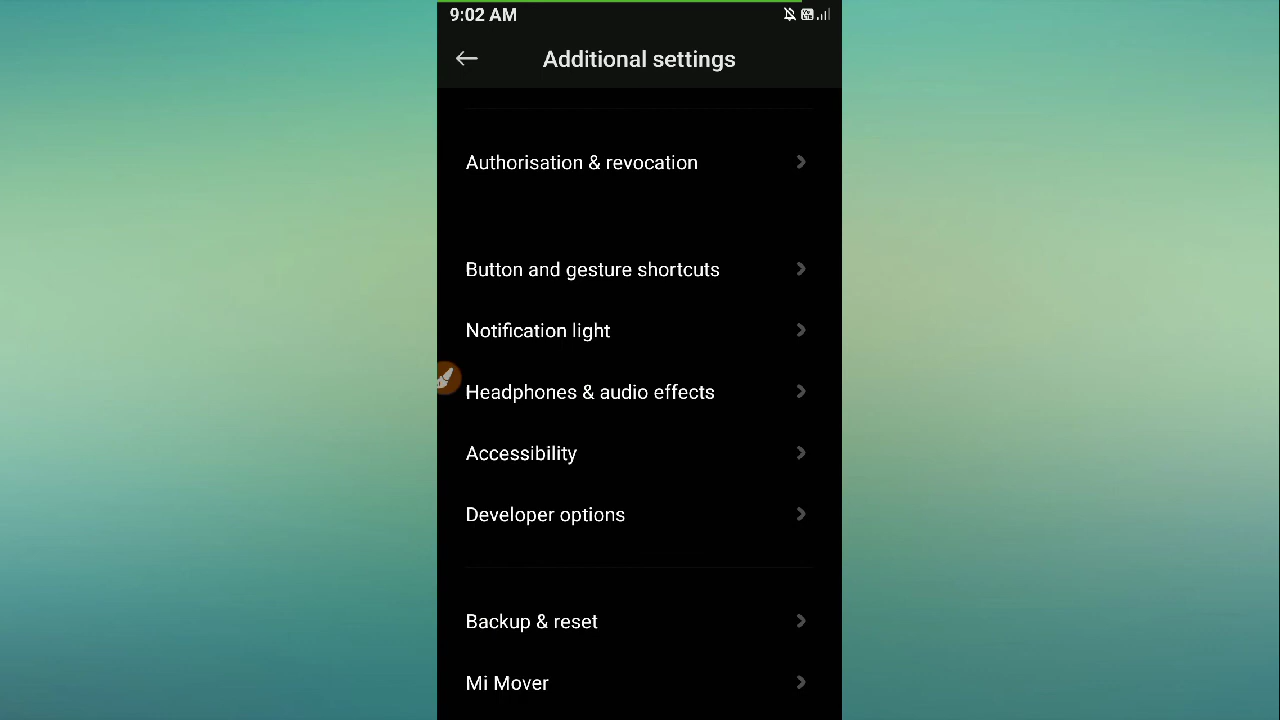 9:02 AM
Additional settings
Authorisation & revocation
Button and gesture shortcuts
Notification light
Headphones & audio effects
Accessibility
Developer options
Backup & reset
Mi Mover